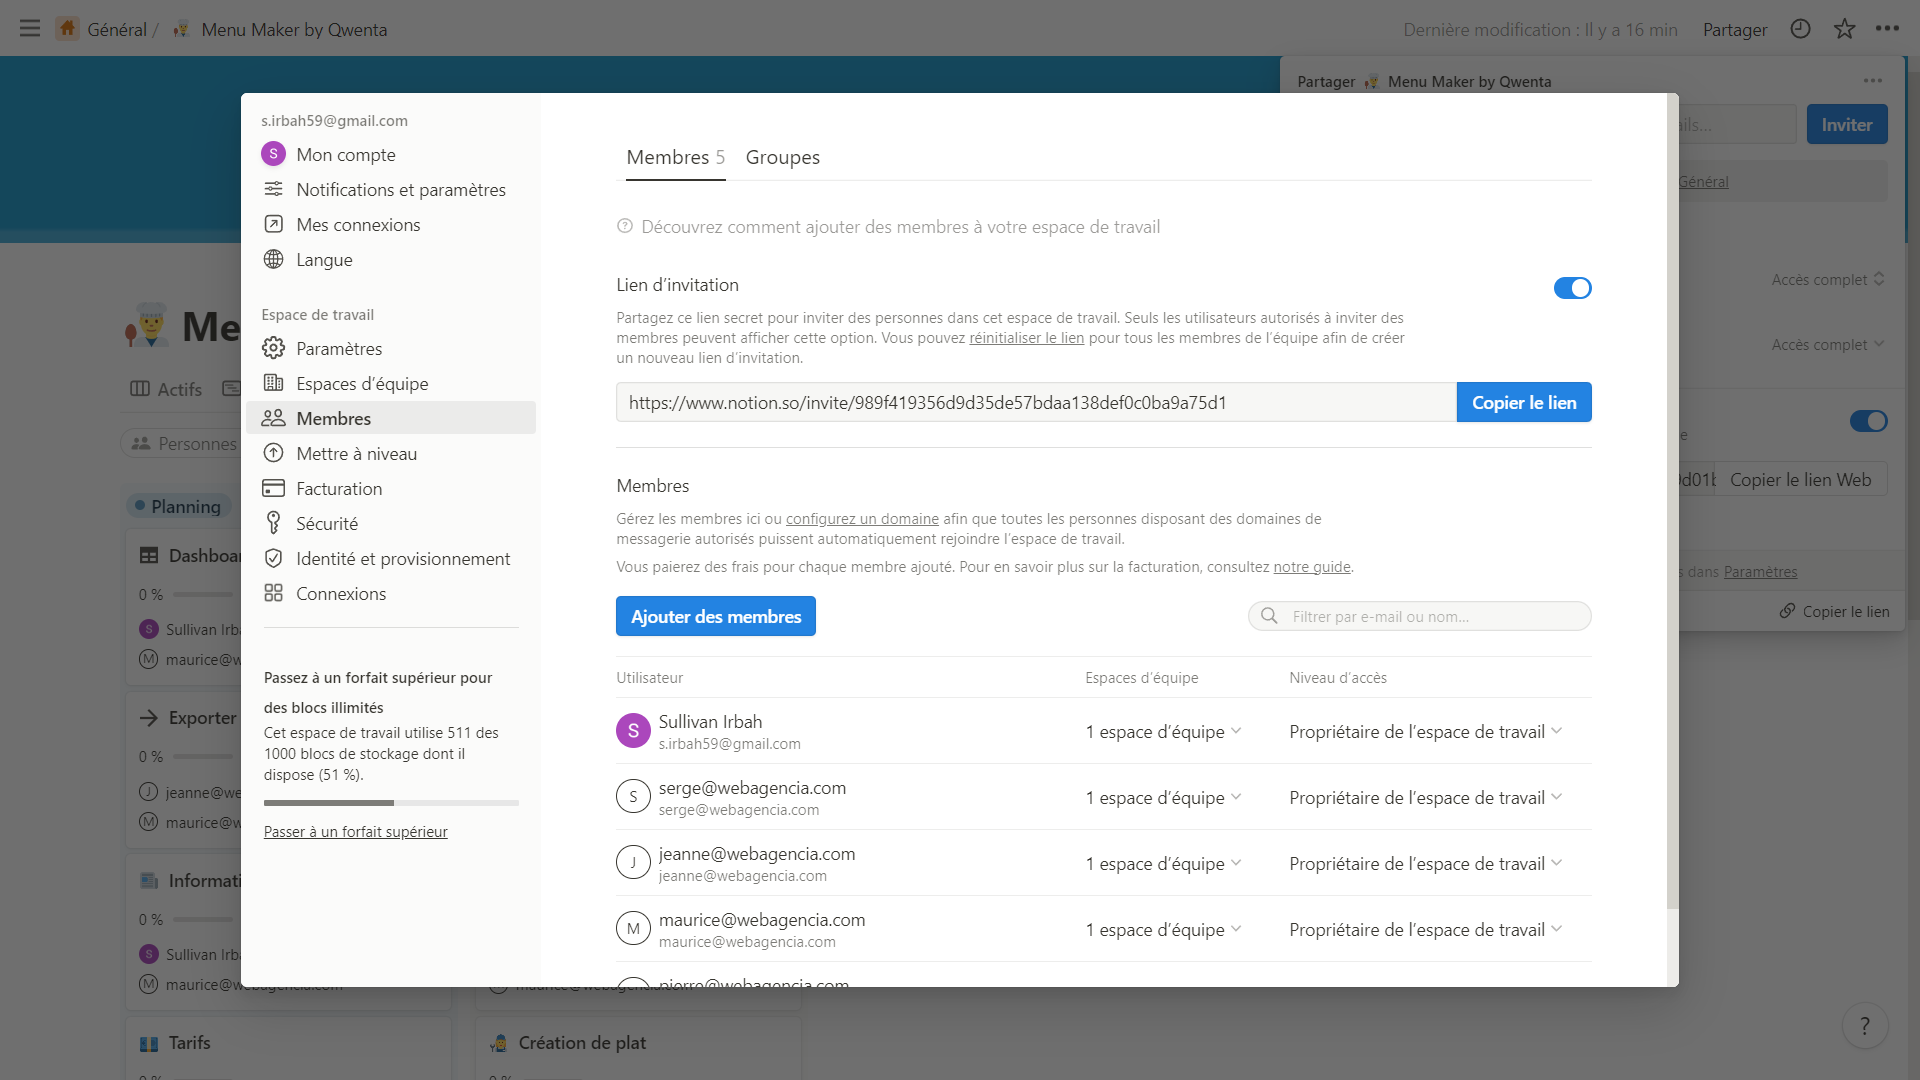 Général / Menu Maker by Qwenta
Dernière modification : Il y a 16 min
Partager
Partager Menu Maker by Qwenta
Inviter
Général
Accès complet
Accès complet
Copier le lien Web
dans Paramètres
Copier le lien
s.irbah59@gmail.com
S Mon compte
Notifications et paramètres
Mes connexions
Langue
Espace de travail
Paramètres
Espaces d’équipe
Membres
Mettre à niveau
Facturation
Sécurité
Identité et provisionnement
Connexions
Passez à un forfait supérieur pour
des blocs illimités
Cet espace de travail utilise 511 des
1000 blocs de stockage dont il
dispose (51 %).
Passer à un forfait supérieur
Membres 5 Groupes
Découvrez comment ajouter des membres à votre espace de travail
Lien d’invitation
Partagez ce lien secret pour inviter des personnes dans cet espace de travail. Seuls les utilisateurs autorisés à inviter des
membres peuvent afficher cette option. Vous pouvez réinitialiser le lien pour tous les membres de l’équipe afin de créer
un nouveau lien d’invitation.
https://www.notion.so/invite/989f419356d9d35de57bdaa138def0c0ba9a75d1
Copier le lien
Membres
Gérez les membres ici ou configurez un domaine afin que toutes les personnes disposant des domaines de
messagerie autorisés puissent automatiquement rejoindre l’espace de travail.
Vous paierez des frais pour chaque membre ajouté. Pour en savoir plus sur la facturation, consultez notre guide.
Ajouter des membres
Filtrer par e-mail ou nom...
Utilisateur Espaces d’équipe Niveau d’accès
S Sullivan Irbah 1 espace d’équipe Propriétaire de l’espace de travail
s.irbah59@gmail.com
S serge@webagencia.com 1 espace d’équipe Propriétaire de l’espace de travail
serge@webagencia.com
J jeanne@webagencia.com 1 espace d’équipe Propriétaire de l’espace de travail
jeanne@webagencia.com
M maurice@webagencia.com 1 espace d’équipe Propriétaire de l’espace de travail
maurice@webagencia.com
pierre@webagencia.com
Me
Actifs
Personnes
Planning
Dashboar
0 %
S Sullivan Irba
M maurice@w
Exporter
0 %
J jeanne@we
M maurice@w
Informati
0 %
S Sullivan Irba
M maurice@webagencia.com
maurice@webagencia.com
Tarifs
0 %
Création de plat
0 %
?